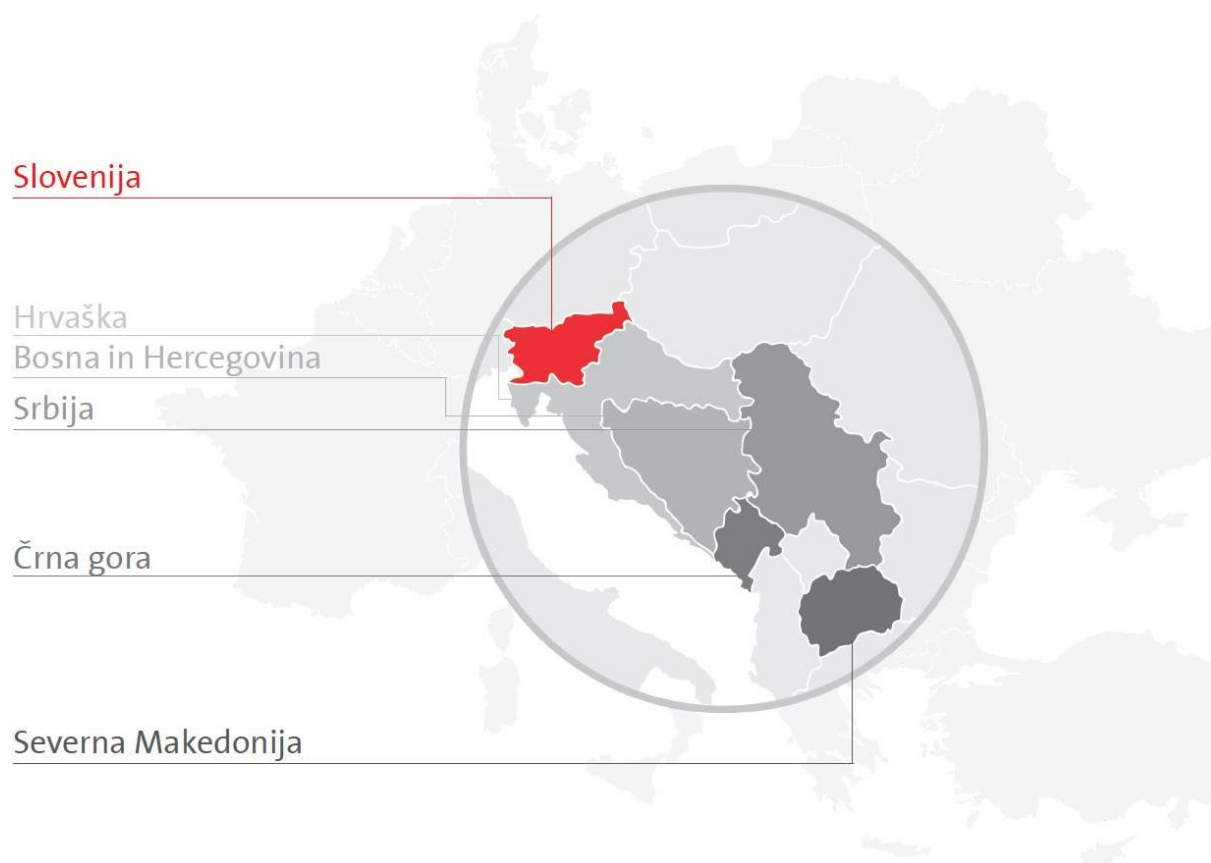 Slovenija
Hrvaška
Bosna in Hercegovina
Srbija
Črna gora
Severna Makedonija